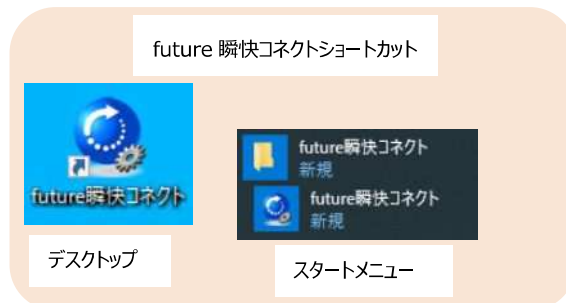 future 瞬快コネクトショートカット
future瞬快コネクト
future瞬快コネクト
新規
future瞬快コネクト
新規
デスクトップ
スタートメニュー